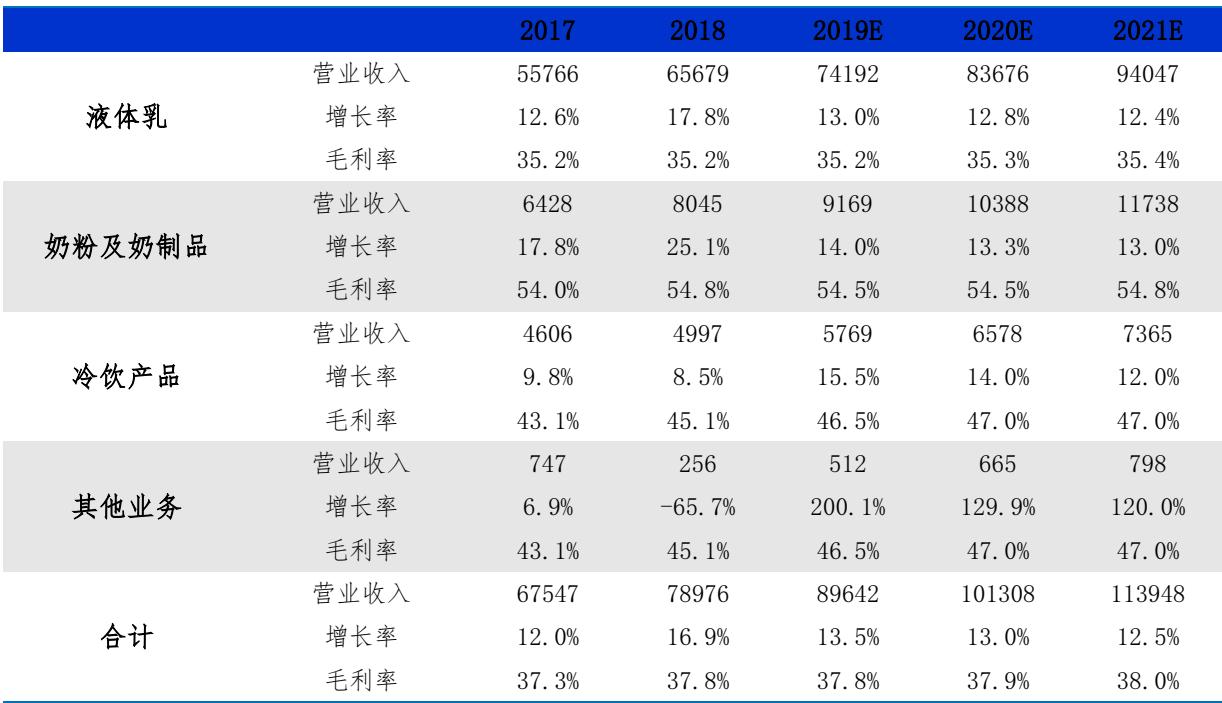 2017 2018 2019E 2020E 2021E
营业收入 55766 65679 74192 83676 94047
液体乳 增长率 12.6% 17.8% 13.0% 12.8% 12.4%
毛利率 35.2% 35.2% 35.2% 35.3% 35.4%
营业收入 6428 8045 9169 10388 11738
奶粉及奶制品 增长率 17.8% 25.1% 14.0% 13.3% 13.0%
毛利率 54.0% 54.8% 54.5% 54.5% 54.8%
营业收入 4606 4997 5769 6578 7365
冷饮产品 增长率 9.8% 8.5% 15.5% 14.0% 12.0%
毛利率 43.1% 45.1% 46.5% 47.0% 47.0%
营业收入 747 256 512 665 798
其他业务 增长率 6.9% -65.7% 200.1% 129.9% 120.0%
毛利率 43.1% 45.1% 46.5% 47.0% 47.0%
营业收入 67547 78976 89642 101308 113948
合计 增长率 12.0% 16.9% 13.5% 13.0% 12.5%
毛利率 37.3% 37.8% 37.8% 37.9% 38.0%